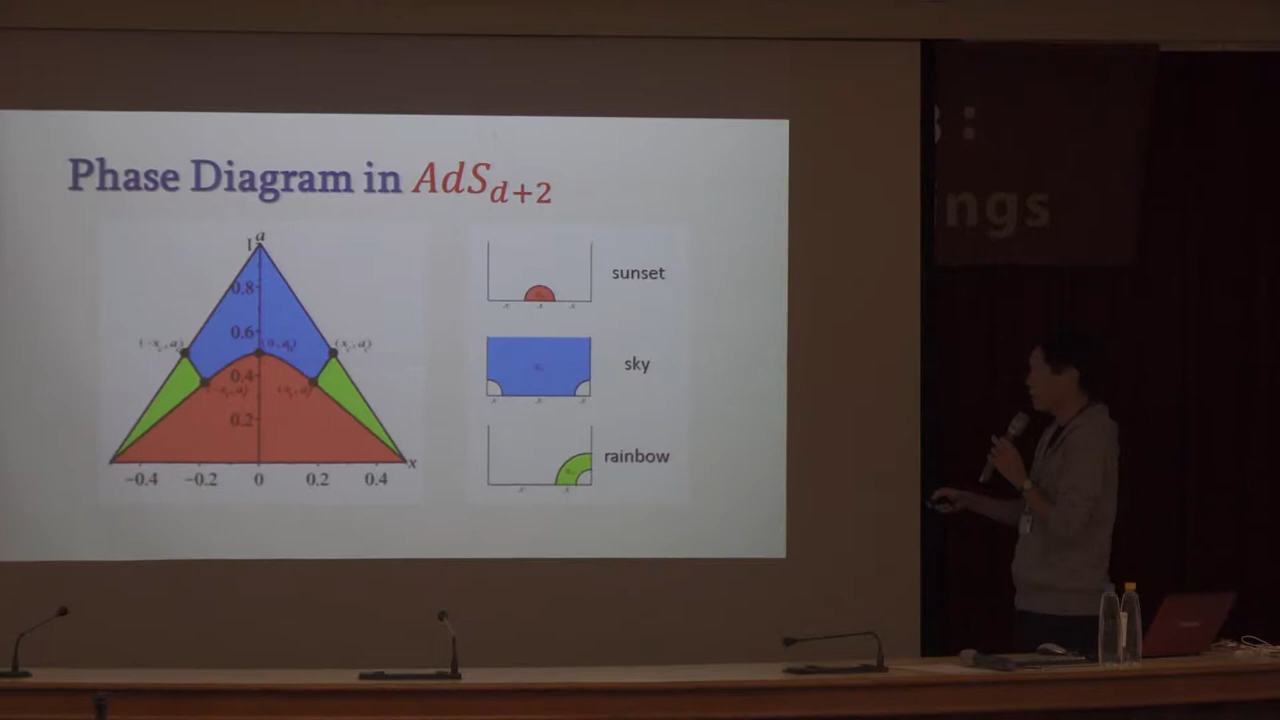 Phase Diagram in AdS_{d+2}
a
1
0.8
0.6
0.4
0.2
−0.4 −0.2 0 0.2 0.4 x
sunset
sky
rainbow
:
ngs